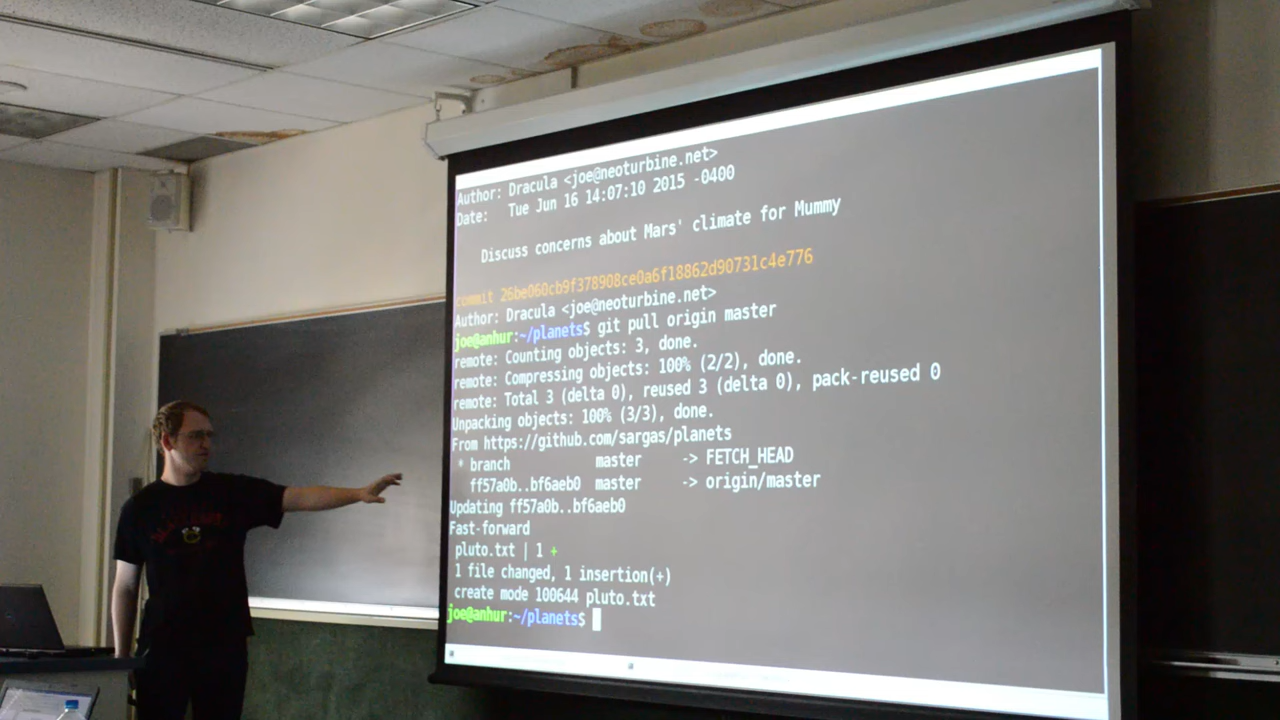 Author: Dracula <joe@neoturbine.net>
Date:   Tue Jun 16 14:07:10 2015 -0400
Discuss concerns about Mars' climate for Mummy
commit 26be060cb9f378908ce0a6f18862d90731c4e776
Author: Dracula <joe@neoturbine.net>
joe@anhur:~/planets$ git pull origin master
remote: Counting objects: 3, done.
remote: Compressing objects: 100% (2/2), done.
remote: Total 3 (delta 0), reused 3 (delta 0), pack-reused 0
Unpacking objects: 100% (3/3), done.
From https://github.com/sargas/planets
* branch            master     -> FETCH_HEAD
ff57a0b..bf6aeb0  master     -> origin/master
Updating ff57a0b..bf6aeb0
Fast-forward
pluto.txt | 1 +
1 file changed, 1 insertion(+)
create mode 100644 pluto.txt
joe@anhur:~/planets$